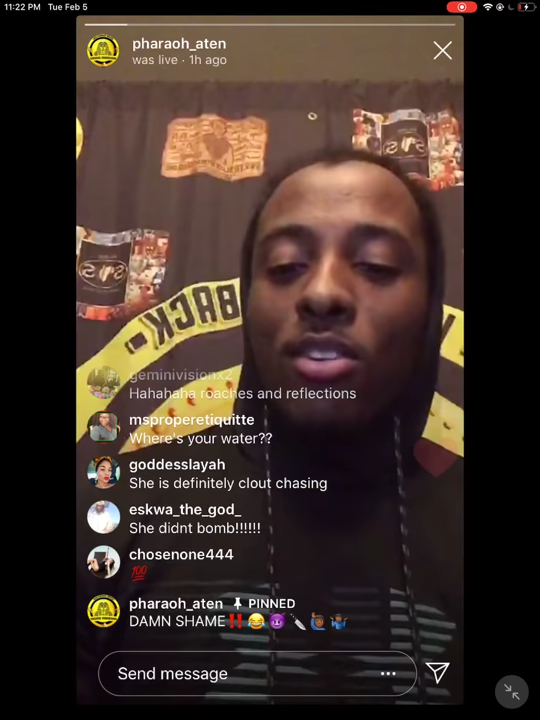 11:22 PM Tue Feb 5
pharaoh_aten
was live · 1h ago
BACK
geminivisionx2
Hahahaha roaches and reflections
msproperetiquitte
Where's your water??
goddesslayah
She is definitely clout chasing
eskwa_the_god_
She didnt bomb!!!!!!
chosenone444
💯
pharaoh_aten PINNED
DAMN SHAME‼️😂😈🔪🙋🏾‍♂️🤷🏾‍♂️
Send message